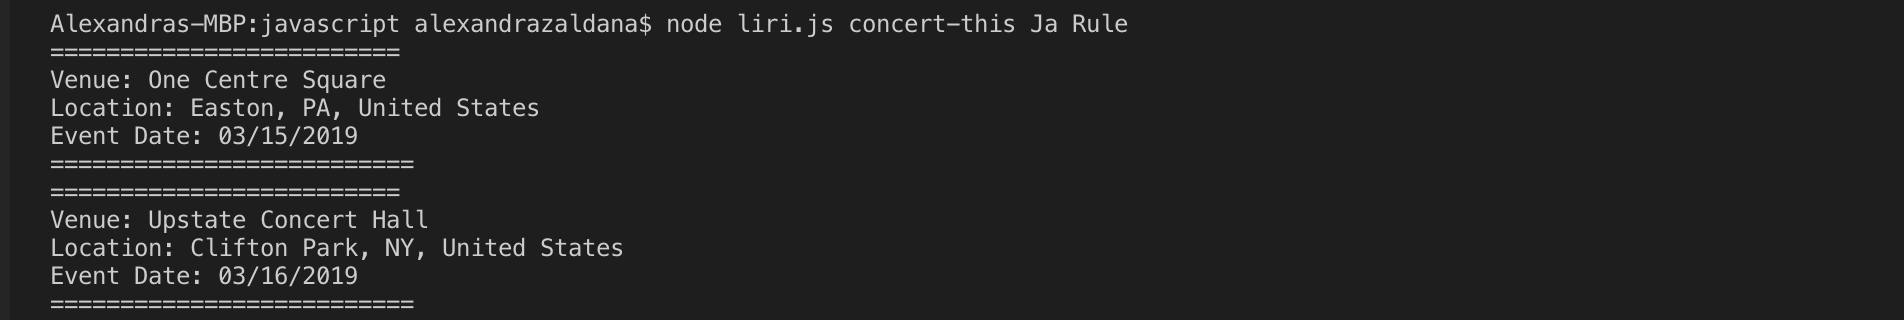 Alexandras-MBP:javascript alexandrazaldana$ node liri.js concert-this Ja Rule
=========================
Venue: One Centre Square
Location: Easton, PA, United States
Event Date: 03/15/2019
==========================
=========================
Venue: Upstate Concert Hall
Location: Clifton Park, NY, United States
Event Date: 03/16/2019
==========================